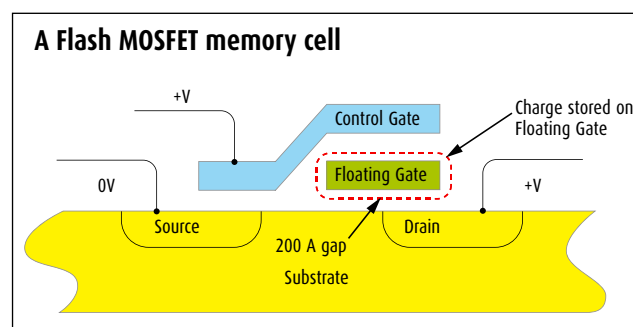 A Flash MOSFET memory cell
+V
Control Gate
Charge stored on
Floating Gate
0V
Floating Gate
+V
Source
Drain
200 A gap
Substrate